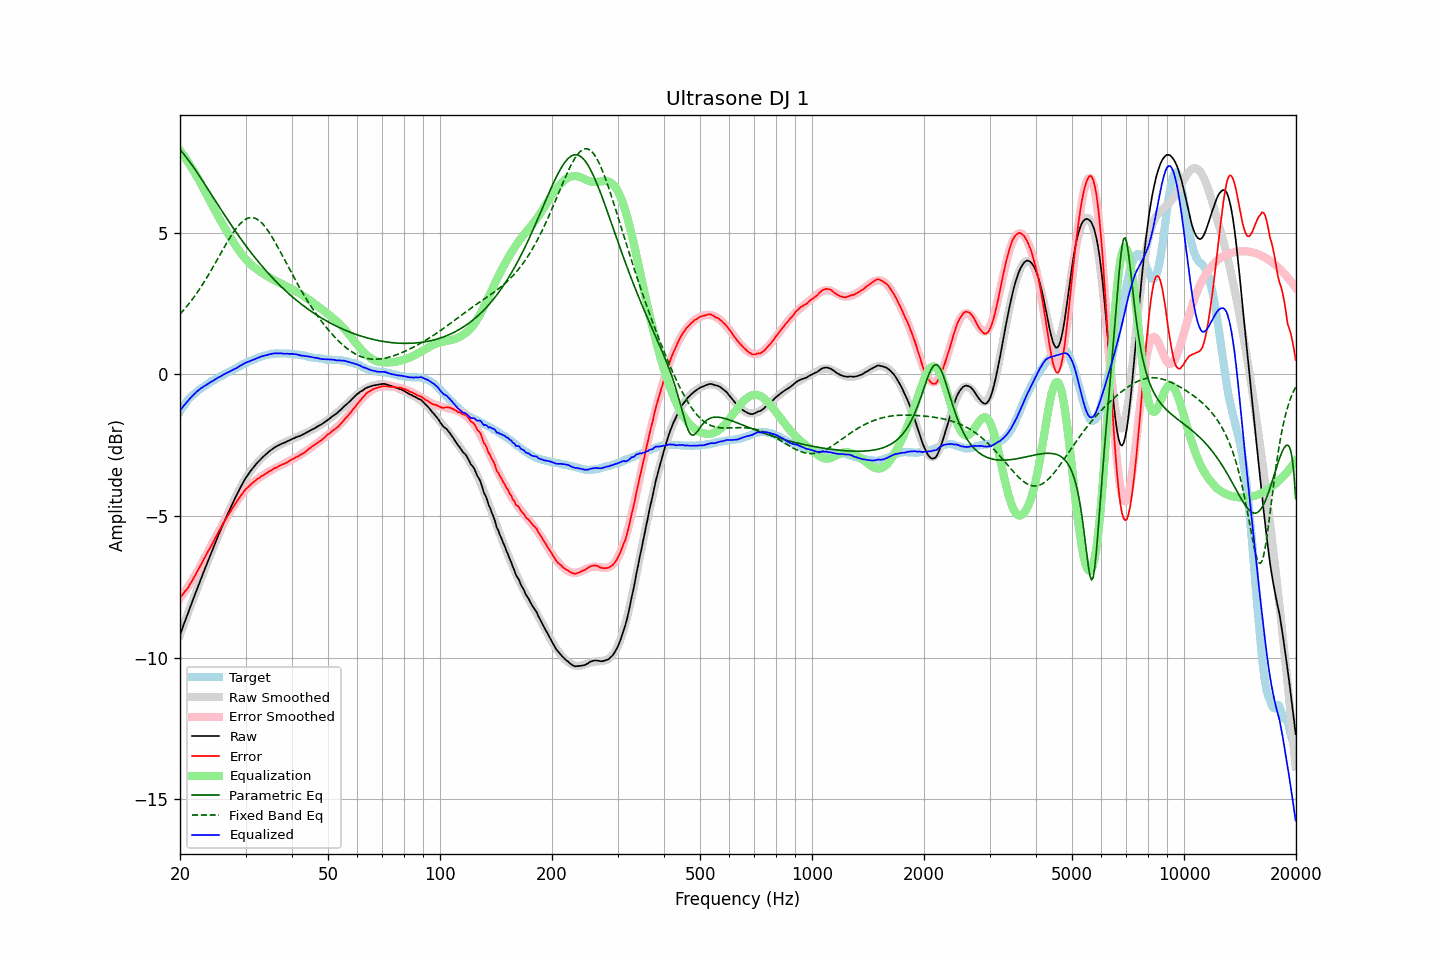 Ultrasone DJ 1
Amplitude (dBr)
5
0
−5
−10
−15
Target
Raw Smoothed
Error Smoothed
Raw
Error
Equalization
Parametric Eq
Fixed Band Eq
Equalized
20 50 100 200 500 1000 2000 5000 10000 20000
Frequency (Hz)